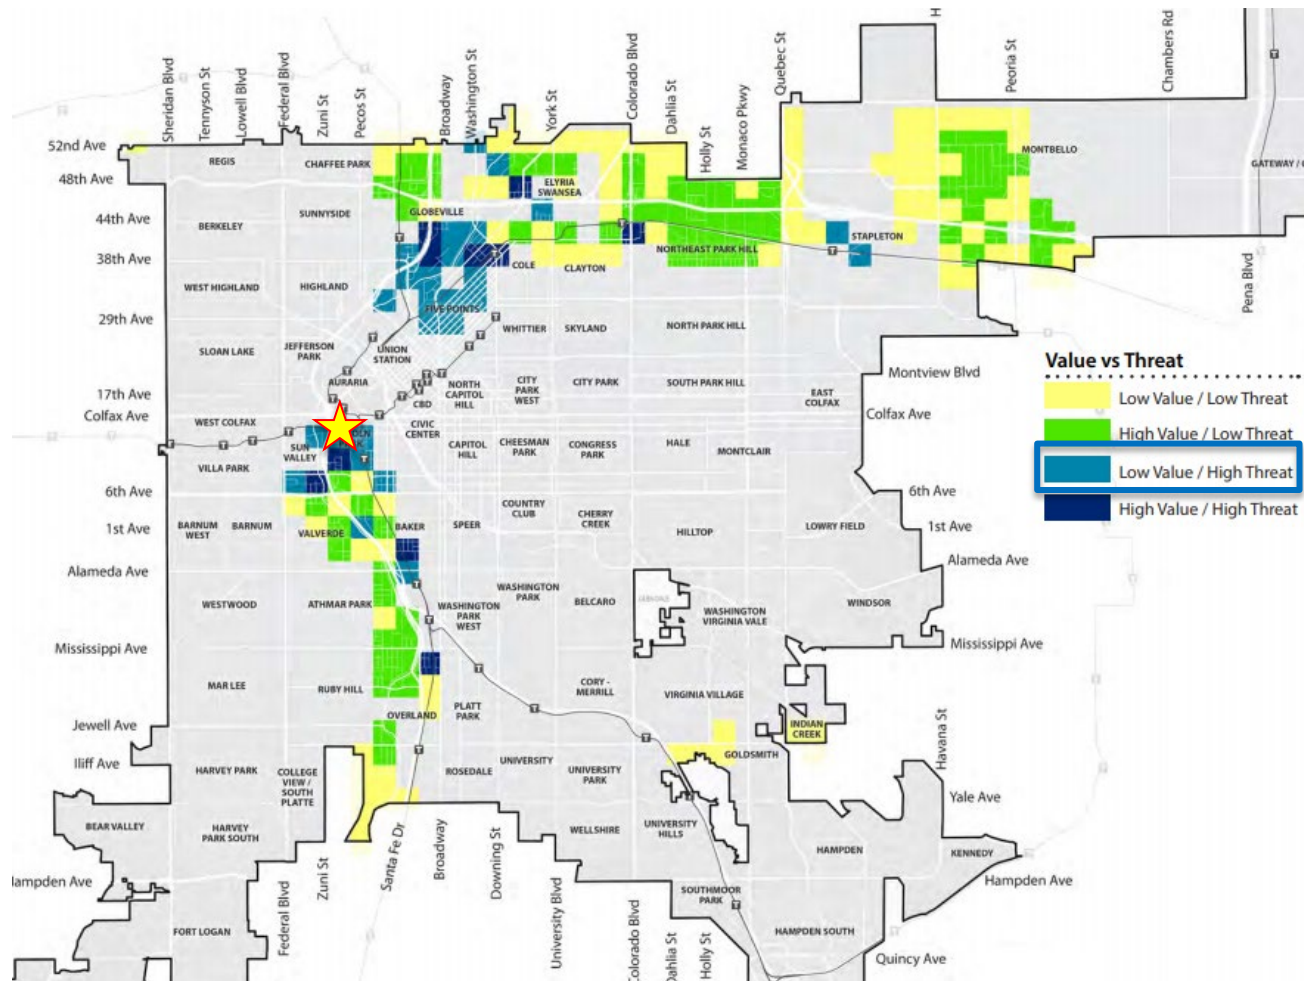 Sheridan Blvd
Tennyson St
Lowell Blvd
Federal Blvd
Zuni St
Pecos St
Broadway
Washington St
York St
Colorado Blvd
Dahlia St
Holly St
Monaco Pkwy
Quebec St
Peoria St
Chambers Rd
52nd Ave
48th Ave
44th Ave
38th Ave
29th Ave
17th Ave
Colfax Ave
6th Ave
1st Ave
Alameda Ave
Mississippi Ave
Jewell Ave
Iliff Ave
REGIS
CHAFFEE PARK
ELYRIA
SWANSEA
MONTBELLO
GATEWAY /
BERKELEY
SUNNYSIDE
GLOBEVILLE
STAPLETON
NORTHEAST PARK HILL
COLE
CLAYTON
WEST HIGHLAND
HIGHLAND
FIVE POINTS
WHITTIER
SKYLAND
NORTH PARK HILL
Pena Blvd
SLOAN LAKE
JEFFERSON
PARK
UNION
STATION
AURARIA
CBD
NORTH
CAPITOL
HILL
CITY
PARK
WEST
CITY PARK
SOUTH PARK HILL
EAST
COLFAX
Montview Blvd
Colfax Ave
Value vs Threat
Low Value / Low Threat
High Value / Low Threat
Low Value / High Threat
High Value / High Threat
WEST COLFAX
SUN
VALLEY
VILLA PARK
CIVIC
CENTER
CAPITOL
HILL
CHEESMAN
PARK
CONGRESS
PARK
HALE
MONTCLAIR
6th Ave
1st Ave
Alameda Ave
BARNUM
WEST
BARNUM
VALVERDE
BAKER
SPEER
COUNTRY
CLUB
CHERRY
CREEK
HILLTOP
LOWRY FIELD
WESTWOOD
ATHMAR PARK
WASHINGTON
PARK
WEST
WASHINGTON
PARK
BELCARO
WASHINGTON
VIRGINIA VALE
WINDSOR
Mississippi Ave
MAR LEE
RUBY HILL
OVERLAND
PLATT
PARK
CORY -
MERRILL
VIRGINIA VILLAGE
INDIAN
CREEK
GOLDSMITH
Havana St
HARVEY PARK
COLLEGE
VIEW /
SOUTH
PLATTE
ROSEDALE
UNIVERSITY
UNIVERSITY
PARK
Yale Ave
BEAR VALLEY
HARVEY
PARK SOUTH
WELLSHIRE
UNIVERSITY
HILLS
HAMPDEN
KENNEDY
Hampden Ave
Hampden Ave
SOUTHMOOR
PARK
FORT LOGAN
HAMPDEN SOUTH
Quincy Ave
Federal Blvd
Zuni St
Santa Fe Dr
Broadway
Downing St
University Blvd
Colorado Blvd
Dahlia St
Holly St